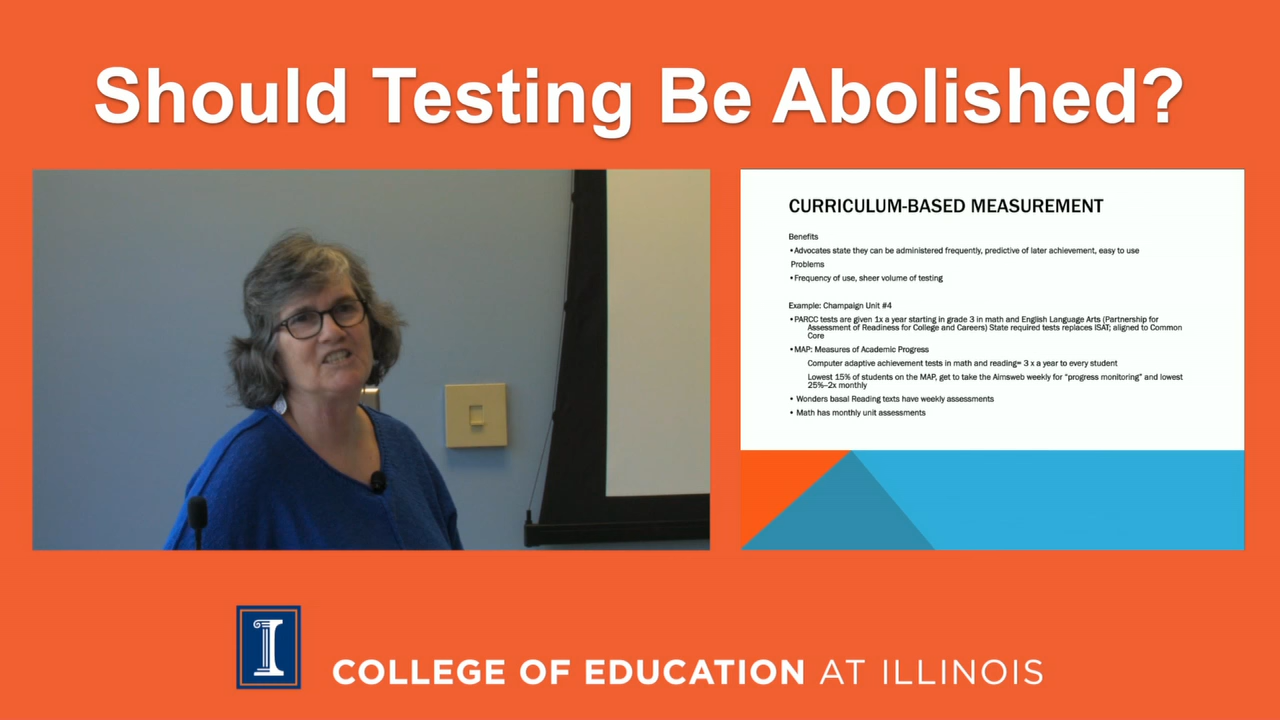 Should Testing Be Abolished?
CURRICULUM-BASED MEASUREMENT
Benefits
•Advocates state they can be administered frequently, predictive of later achievement, easy to use
Problems
•Frequency of use, sheer volume of testing
Example: Champaign Unit #4
•PARCC tests are given 1x a year starting in grade 3 in math and English Language Arts (Partnership for
Assessment of Readiness for College and Careers) State required tests replaces ISAT; aligned to Common
Core
•MAP: Measures of Academic Progress
Computer adaptive achievement tests in math and reading= 3 x a year to every student
Lowest 15% of students on the MAP, get to take the Aimsweb weekly for “progress monitoring” and lowest
25%–2x monthly
• Wonders basal Reading texts have weekly assessments
• Math has monthly unit assessments
I
COLLEGE OF EDUCATION AT ILLINOIS